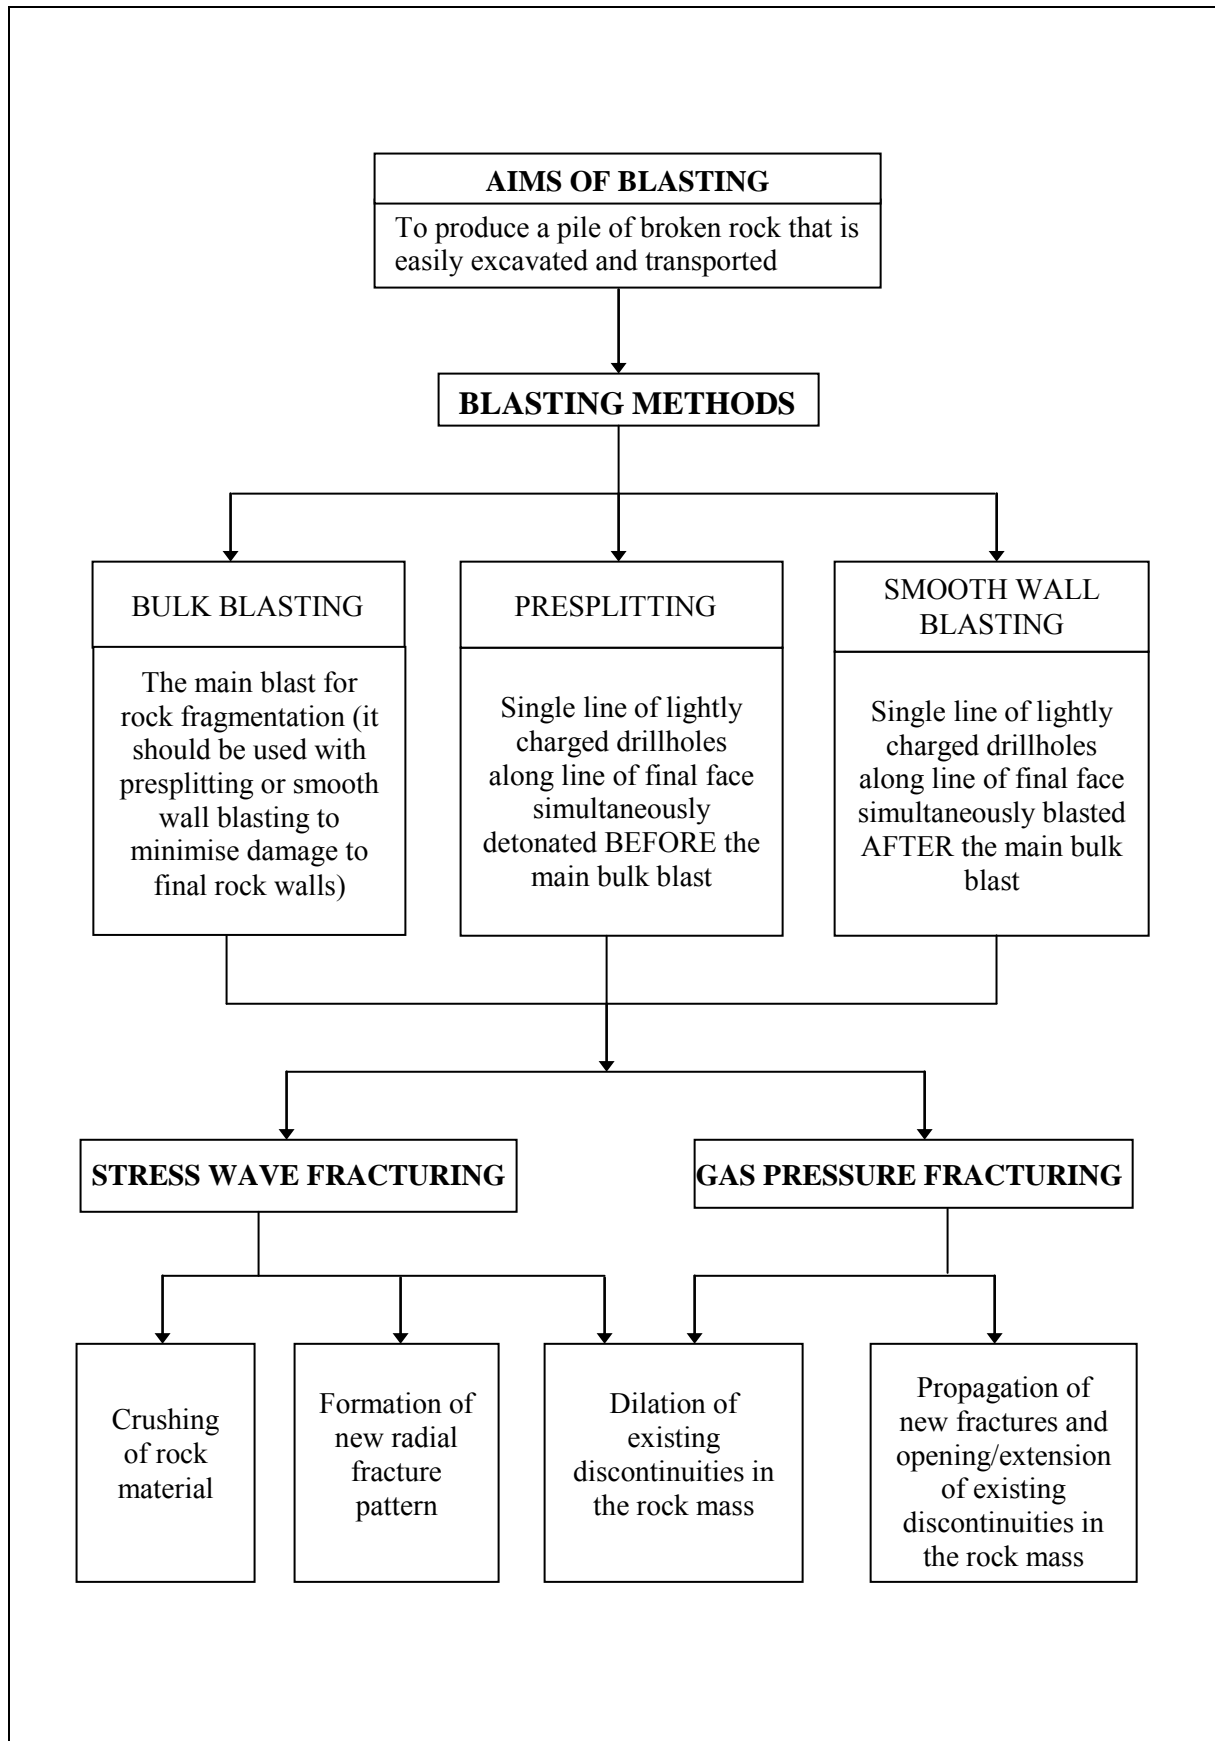 AIMS OF BLASTING
To produce a pile of broken rock that is
easily excavated and transported
BLASTING METHODS
BULK BLASTING
The main blast for
rock fragmentation (it
should be used with
presplitting or smooth
wall blasting to
minimise damage to
final rock walls)
PRESPLITTING
Single line of lightly
charged drillholes
along line of final face
simultaneously
detonated BEFORE the
main bulk blast
SMOOTH WALL
BLASTING
Single line of lightly
charged drillholes
along line of final face
simultaneously blasted
AFTER the main bulk
blast
STRESS WAVE FRACTURING
GAS PRESSURE FRACTURING
Crushing
of rock
material
Formation of
new radial
fracture
pattern
Dilation of
existing
discontinuities in
the rock mass
Propagation of
new fractures and
opening/extension
of existing
discontinuities in
the rock mass